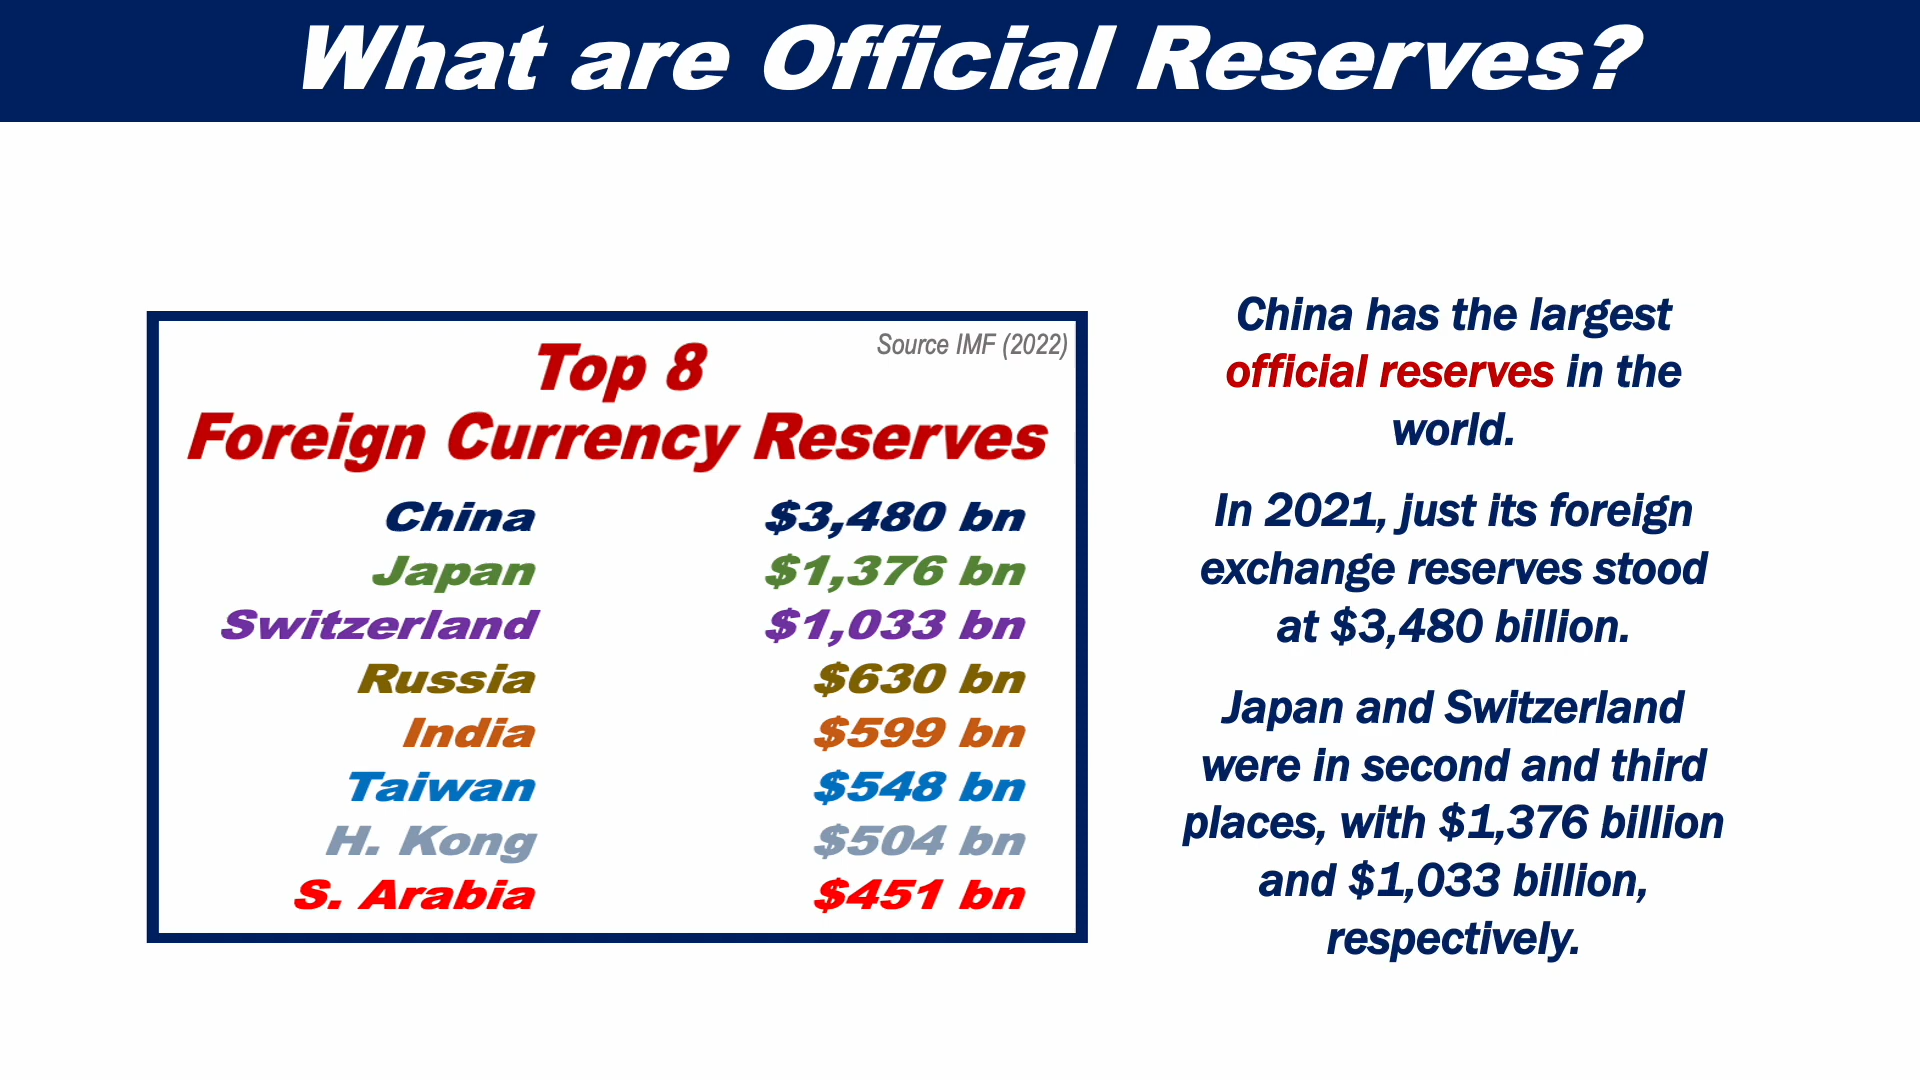 What are Official Reserves?
Source IMF (2022)
Top 8
Foreign Currency Reserves
China $3,480 bn
Japan $1,376 bn
Switzerland $1,033 bn
Russia $630 bn
India $599 bn
Taiwan $548 bn
H. Kong $504 bn
S. Arabia $451 bn
China has the largest
official reserves in the
world.
In 2021, just its foreign
exchange reserves stood
at $3,480 billion.
Japan and Switzerland
were in second and third
places, with $1,376 billion
and $1,033 billion,
respectively.